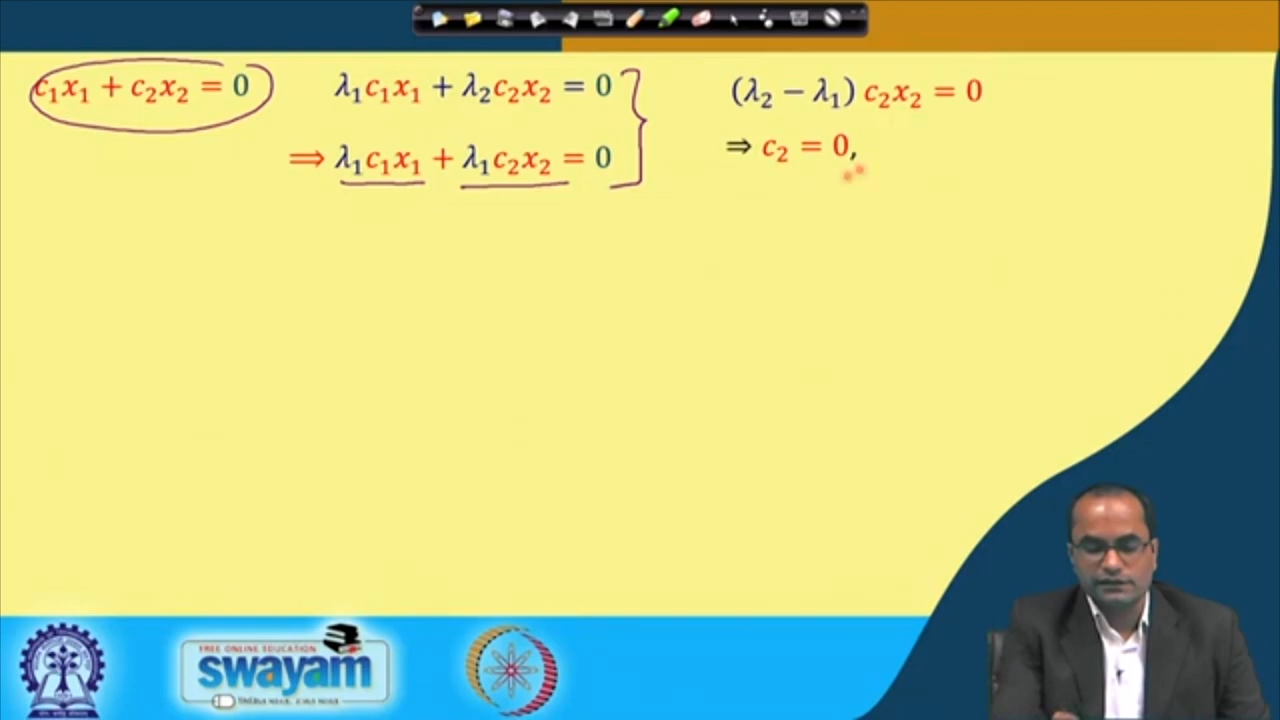 c₁x₁ + c₂x₂ = 0
λ₁c₁x₁ + λ₂c₂x₂ = 0
⟹ λ₁c₁x₁ + λ₁c₂x₂ = 0
(λ₂ − λ₁) c₂x₂ = 0
⇒ c₂ = 0,
FREE ONLINE EDUCATION
swayam